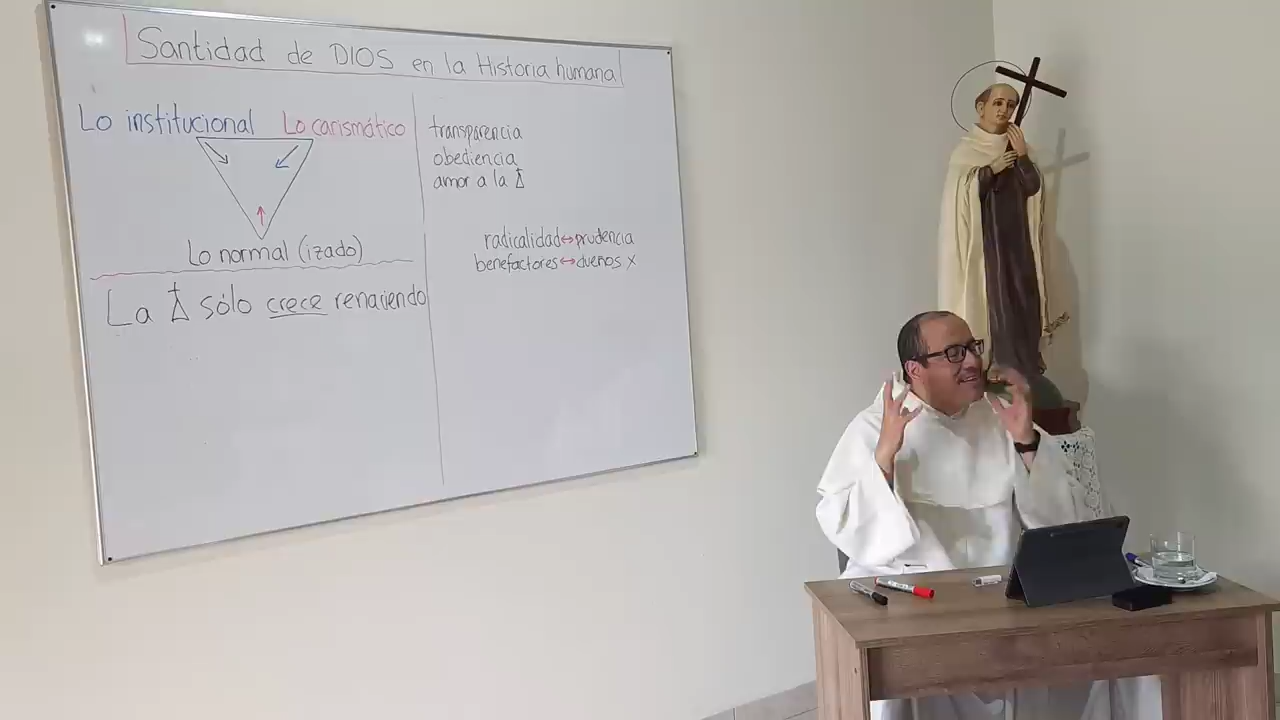 Santidad de DIOS en la Historia humana
Lo institucional Lo carismático
Lo normal (izado)
La sólo crece renaciendo
transparencia
obediencia
amor a la
radicalidad↔prudencia
benefactores↔dueños x